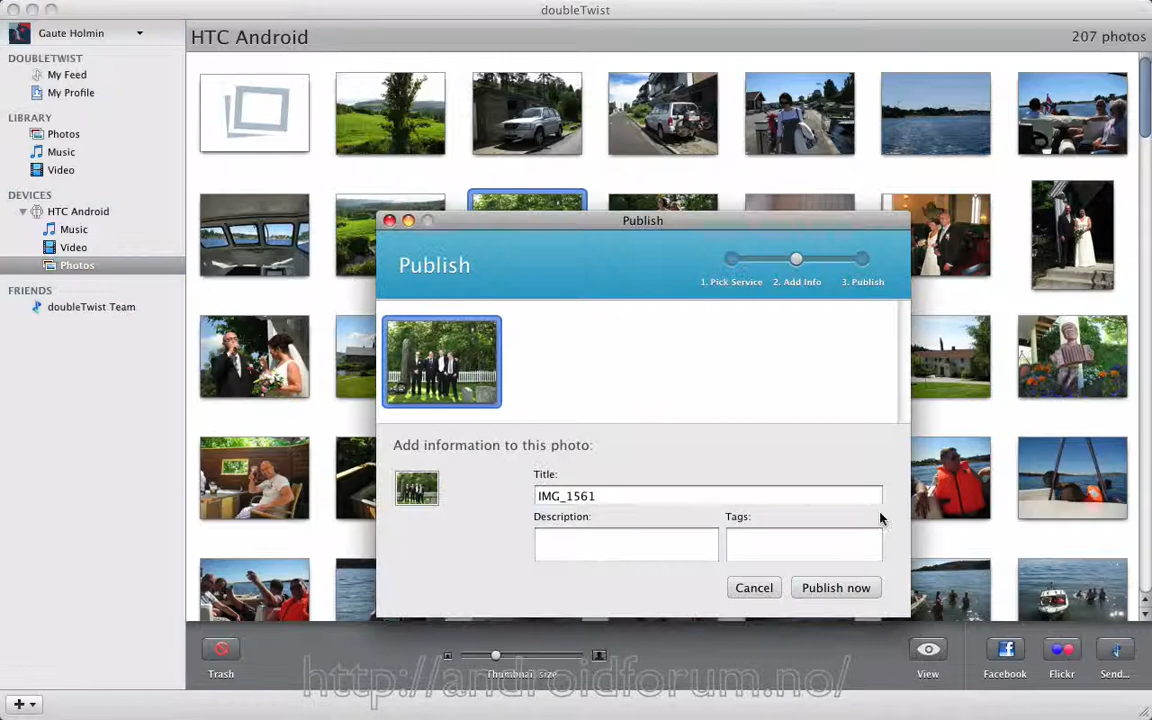 doubleTwist
Gaute Holmin
HTC Android
207 photos
DOUBLETWIST
My Feed
My Profile
LIBRARY
Photos
Music
Video
DEVICES
HTC Android
Music
Video
Photos
FRIENDS
doubleTwist Team
Publish
Publish
1. Pick Service
2. Add Info
3. Publish
Add information to this photo:
Title:
IMG_1561
Description:
Tags:
Cancel
Publish now
Trash
Thumbnail size
View
Facebook
Flickr
Send...
http://androidforum.no/